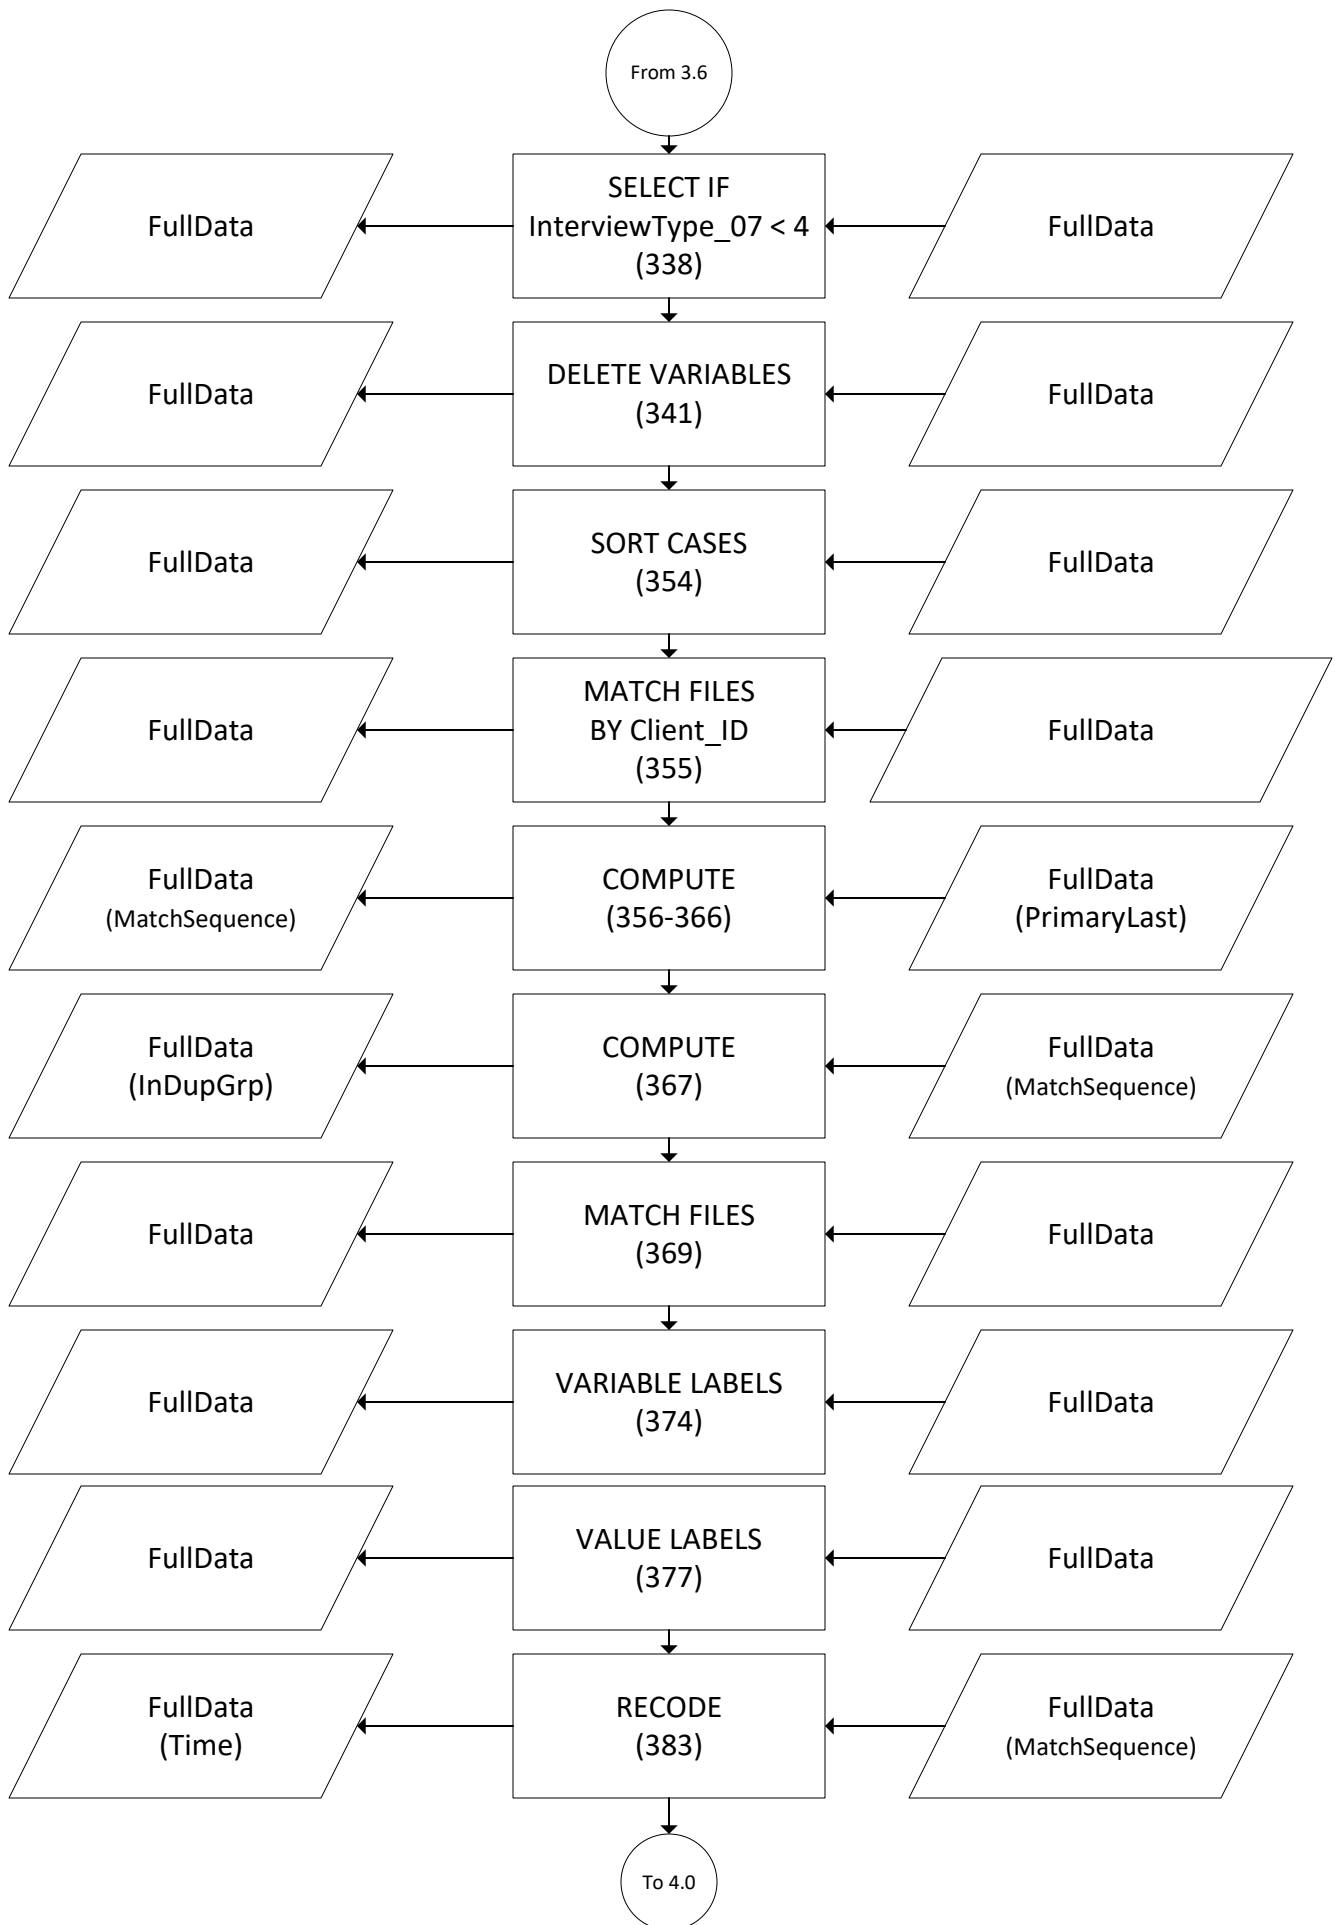 From 3.6
FullData
SELECT IF
InterviewType_07 < 4
(338)
FullData
FullData
DELETE VARIABLES
(341)
FullData
FullData
SORT CASES
(354)
FullData
FullData
MATCH FILES
BY Client_ID
(355)
FullData
FullData
(MatchSequence)
COMPUTE
(356-366)
FullData
(PrimaryLast)
FullData
(InDupGrp)
COMPUTE
(367)
FullData
(MatchSequence)
FullData
MATCH FILES
(369)
FullData
FullData
VARIABLE LABELS
(374)
FullData
FullData
VALUE LABELS
(377)
FullData
FullData
(Time)
RECODE
(383)
FullData
(MatchSequence)
To 4.0